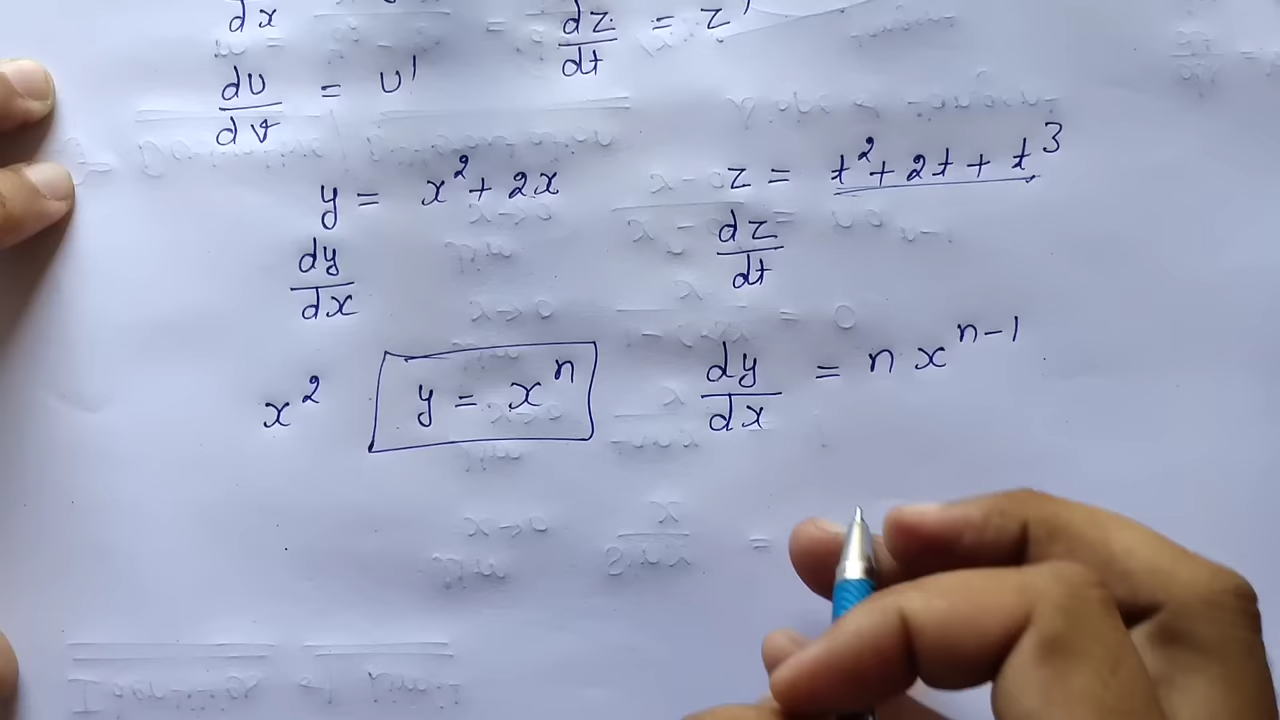 dx dz/dt = z'
du/dv = u'
y = x² + 2x z = t² + 2t + t³
dy/dx dz/dt
x² y = xⁿ dy/dx = n xⁿ⁻¹